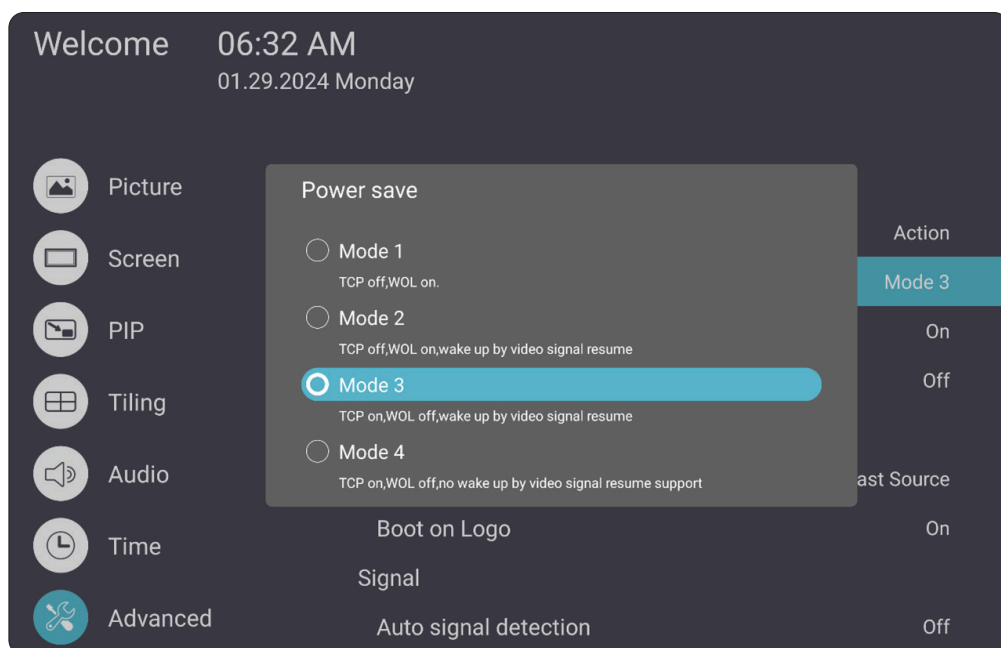 Welcome
06:32 AM
01.29.2024 Monday
Picture
Screen
PIP
Tiling
Audio
Time
Advanced
Power save
Mode 1
TCP off,WOL on.
Mode 2
TCP off,WOL on,wake up by video signal resume
Mode 3
TCP on,WOL off,wake up by video signal resume
Mode 4
TCP on,WOL off,no wake up by video signal resume support
Action
Mode 3
On
Off
Source
Boot on Logo
On
Signal
Auto signal detection
Off